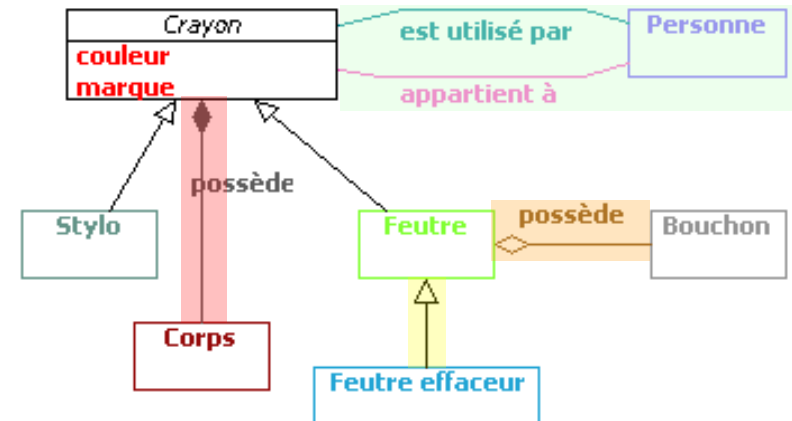 Crayon
couleur
marque
est utilisé par
appartient à
Personne
possède
Stylo
Feutre
possède
Bouchon
Corps
Feutre effaceur